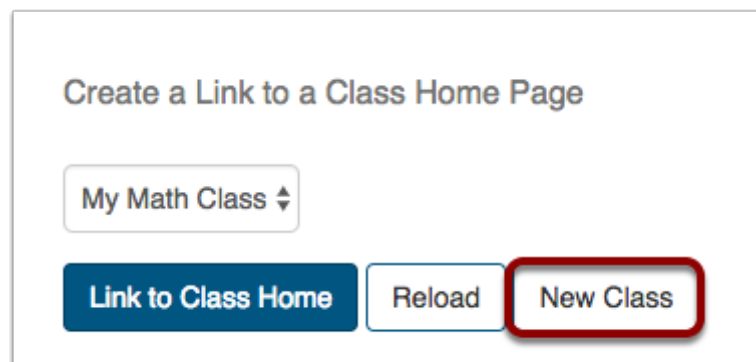 Create a Link to a Class Home Page
My Math Class
Link to Class Home Reload New Class